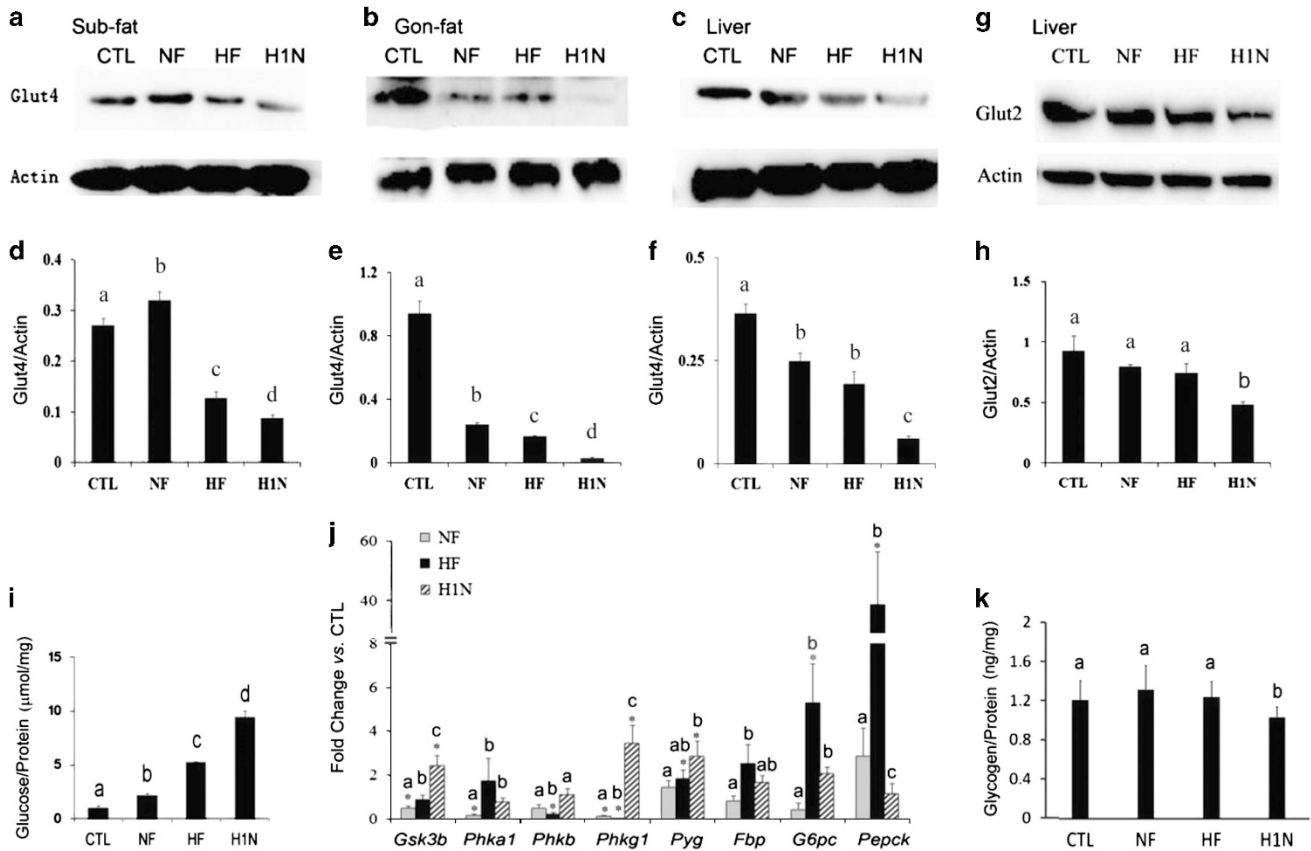 a Sub-fat
CTL NF HF H1N
Glut4
Actin
b Gon-fat
CTL NF HF H1N
c Liver
CTL NF HF H1N
g Liver
CTL NF HF H1N
Glut2
Actin
d
Glut4/Actin
0.4
0.3
0.2
0.1
0
a b c d
CTL NF HF H1N
e
Glut4/Actin
1.2
0.8
0.4
0
a b c d
CTL NF HF H1N
f
Glut4/Actin
0.5
0.25
0
a b b c
CTL NF HF H1N
h
Glut2/Actin
1.5
1
0.5
0
a a a b
CTL NF HF H1N
i
Glucose/Protein (μmol/mg)
15
10
5
0
a b c d
CTL NF HF H1N
j
Fold Change vs. CTL
60
40
8
6
4
2
0
NF
HF
H1N
a * b c *
a * b b
a b * a
a * b * c *
a ab * b *
a b ab
a b * b
a b * c
Gsk3b Phka1 Phkb Phkg1 Pyg Fbp G6pc Pepck
k
Glycogen/Protein (ng/mg)
2
1.6
1.2
0.8
0.4
0
a a a b
CTL NF HF H1N